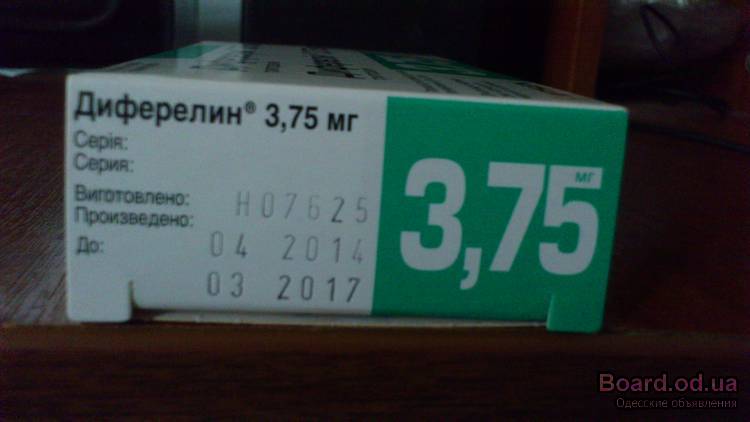 Диферелин® 3,75 мг
Серія:
Серия:
Виготовлено:
Произведено:
До:
H07625
04 2014
03 2017
мг
3,75
Board.od.ua
Одесские объявления